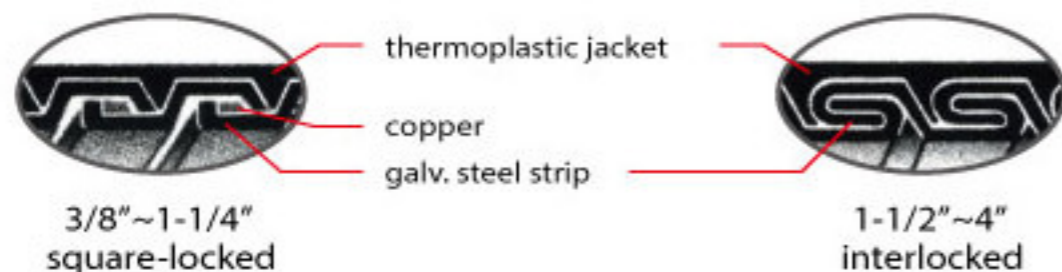 thermoplastic jacket
copper
galv. steel strip
3/8”~1-1/4”
square-locked
1-1/2”~4”
interlocked